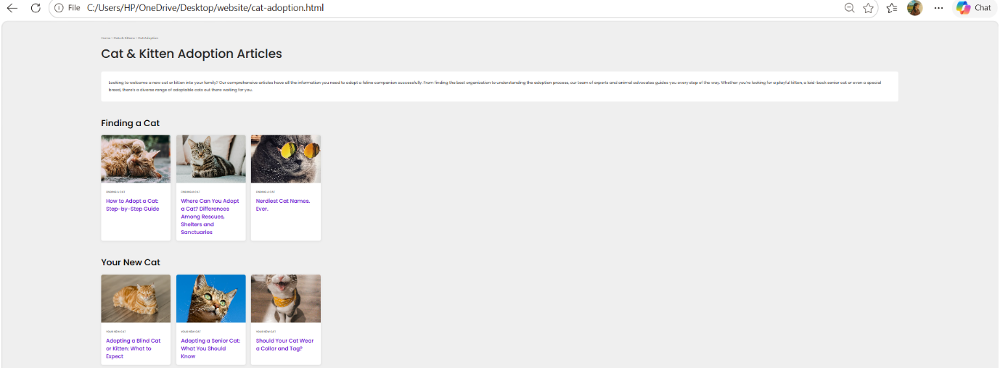 File C:/Users/HP/OneDrive/Desktop/website/cat-adoption.html Chat
Home > Cats & Kittens > Cat Adoption
Cat & Kitten Adoption Articles
Looking to welcome a new cat or kitten into your family? Our comprehensive articles have all the information you need to adopt a feline companion successfully. From finding the best organization to understanding the adoption process, our team of experts and animal advocates guides you every step of the way. Whether you're looking for a playful kitten, a laid-back senior cat or even a special
breed, there's a diverse range of adoptable cats out there waiting for you.
Finding a Cat
FINDING A CAT
How to Adopt a Cat:
Step-by-Step Guide
FINDING A CAT
Where Can You Adopt
a Cat? Differences
Among Rescues,
Shelters and
Sanctuaries
FINDING A CAT
Nerdiest Cat Names.
Ever.
Your New Cat
YOUR NEW CAT
Adopting a Blind Cat
or Kitten: What to
Expect
YOUR NEW CAT
Adopting a Senior Cat:
What You Should
Know
YOUR NEW CAT
Should Your Cat Wear
a Collar and Tag?